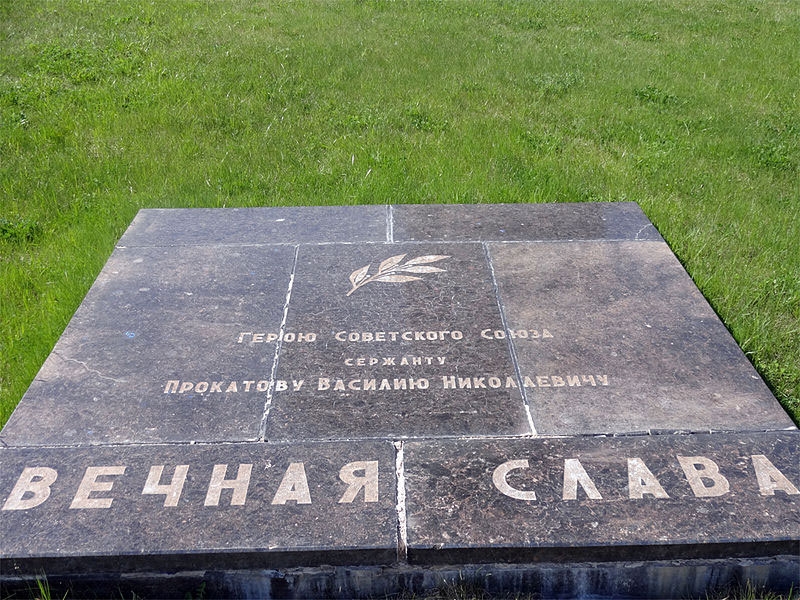 Герою Советского Союза
сержанту
Прокатову Василию Николаевичу
ВЕЧНАЯ СЛАВА